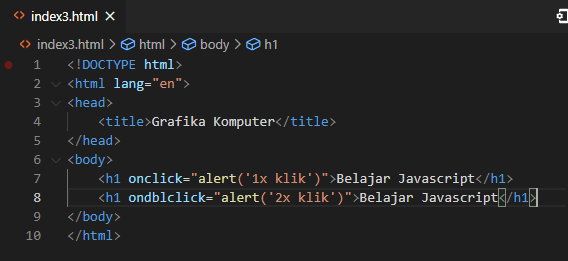 index3.html
index3.html > html > body > h1
1 <!DOCTYPE html>
2 <html lang="en">
3 <head>
4     <title>Grafika Komputer</title>
5 </head>
6 <body>
7     <h1 onclick="alert('1x klik')">Belajar Javascript</h1>
8     <h1 ondblclick="alert('2x klik')">Belajar Javascript</h1>
9 </body>
10 </html>